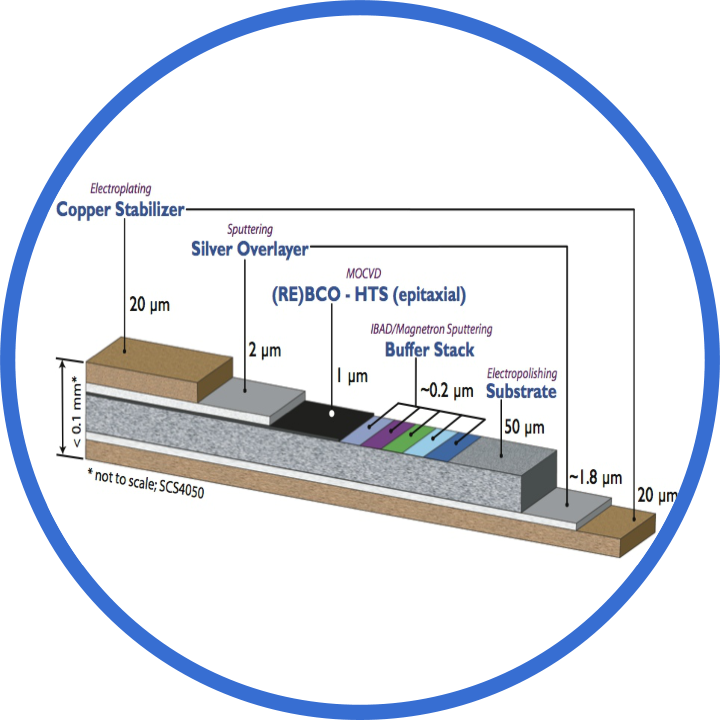 Electroplating
Copper Stabilizer
Sputtering
Silver Overlayer
MOCVD
(RE)BCO - HTS (epitaxial)
20 µm
IBAD/Magnetron Sputtering
Buffer Stack
2 µm
Electropolishing
1 µm
~0.2 µm
Substrate
< 0.1 mm*
50 µm
~1.8 µm
* not to scale; SCS4050
20 µm